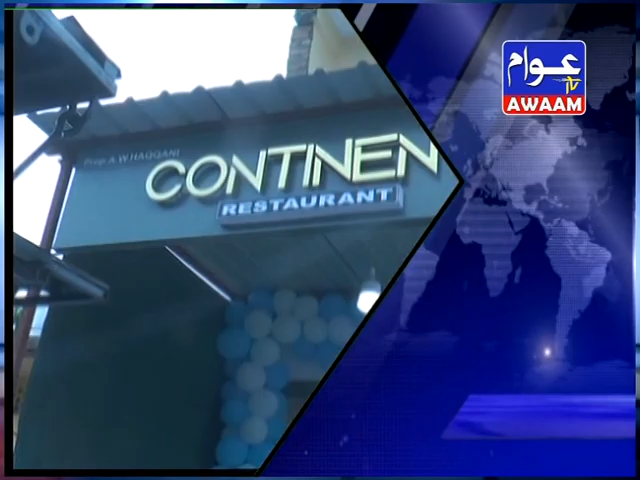 Prop A.W.HAQQANI
CONTINEN
RESTAURANT
عوام
TV
AWAAM